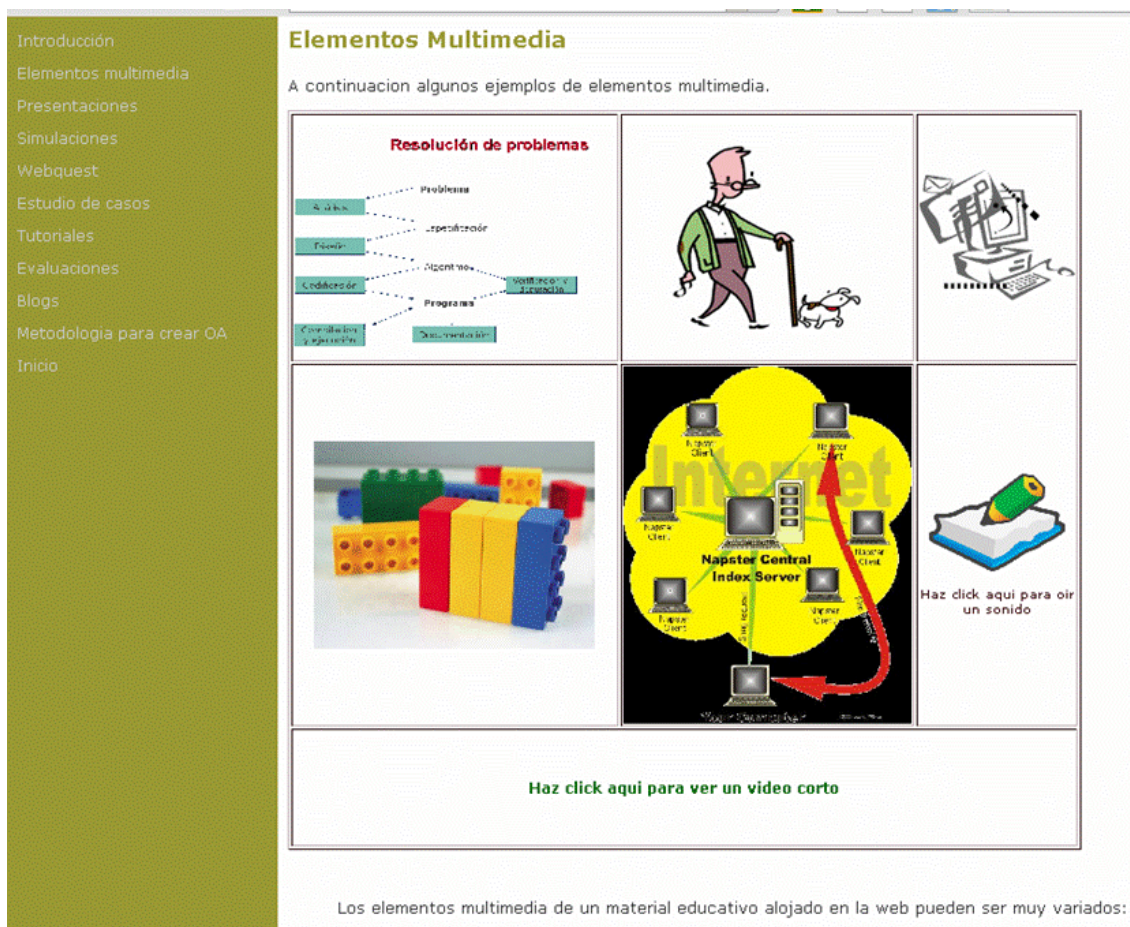 Introducción
Elementos multimedia
Presentaciones
Simulaciones
Webquest
Estudio de casos
Tutoriales
Evaluaciones
Blogs
Metodologia para crear OA
Inicio
Elementos Multimedia
A continuacion algunos ejemplos de elementos multimedia.
Resolución de problemas
Problema
Análisis
Especificación
Diseño
Algoritmo
Codificación
Verificación y
depuración
Programa
Compilación
y ejecución
Documentación
Internet
Napster
Client
Napster
Client
Napster
Client
Napster
Client
Napster Central
Index Server
Napster
Client
Napster
Client
Your Computer
Haz click aqui para oir
un sonido
Haz click aqui para ver un video corto
Los elementos multimedia de un material educativo alojado en la web pueden ser muy variados: